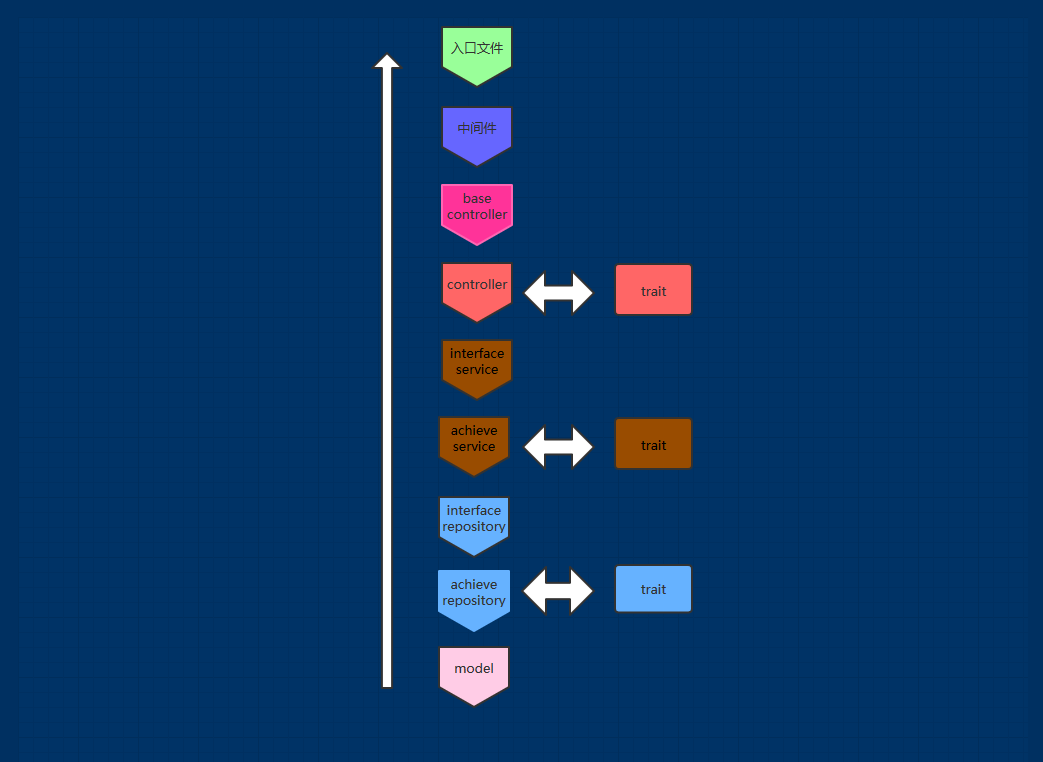 入口文件
中间件
base
controller
controller
trait
interface
service
achieve
service
trait
interface
repository
achieve
repository
trait
model